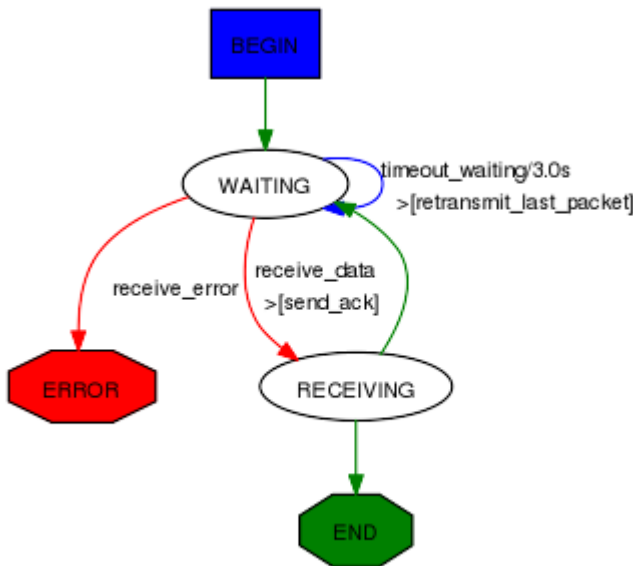 BEGIN
WAITING
timeout_waiting/3.0s
>[retransmit_last_packet]
receive_error
receive_data
>[send_ack]
ERROR
RECEIVING
END